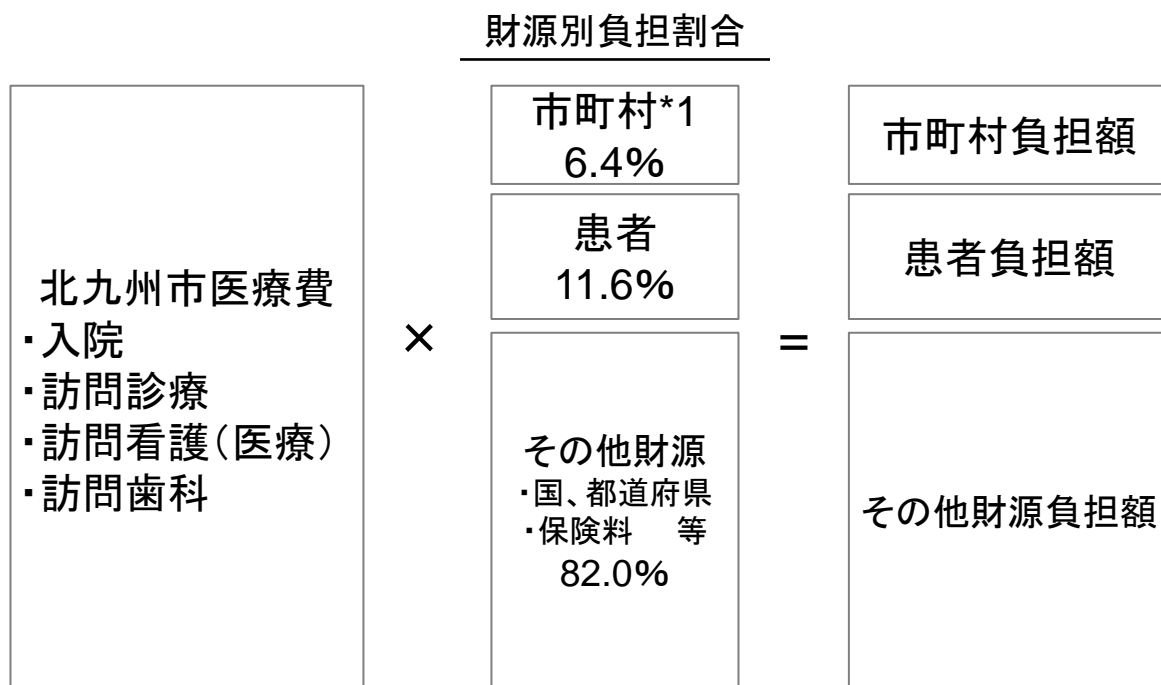 財源別負担割合
北九州市医療費
・入院
・訪問診療
・訪問看護(医療)
・訪問歯科
×
市町村*1
6.4%
患者
11.6%
その他財源
・国、都道府県
・保険料　等
82.0%
=
市町村負担額
患者負担額
その他財源負担額